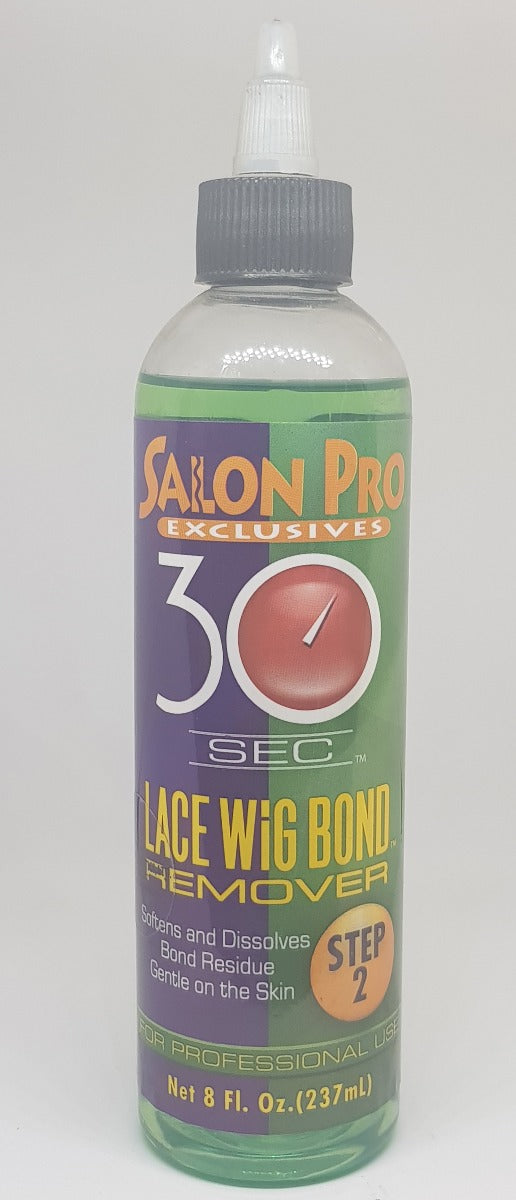 SALON PRO
EXCLUSIVES
30
SEC™
LACE WiG BOND™
REMOVER
Softens and Dissolves
Bond Residue
Gentle on the Skin
STEP
2
FOR PROFESSIONAL USE
Net 8 Fl. Oz.(237mL)